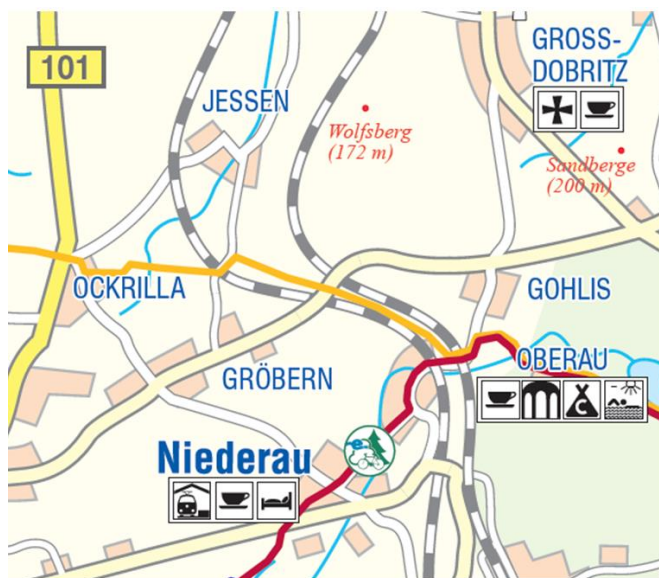 101
GROSS-
DOBRITZ
JESSEN
Wolfsberg
(172 m)
Sandberge
(200 m)
OCKRILLA
GOHLIS
OBERAU
GRÖBERN
Niederau
e.